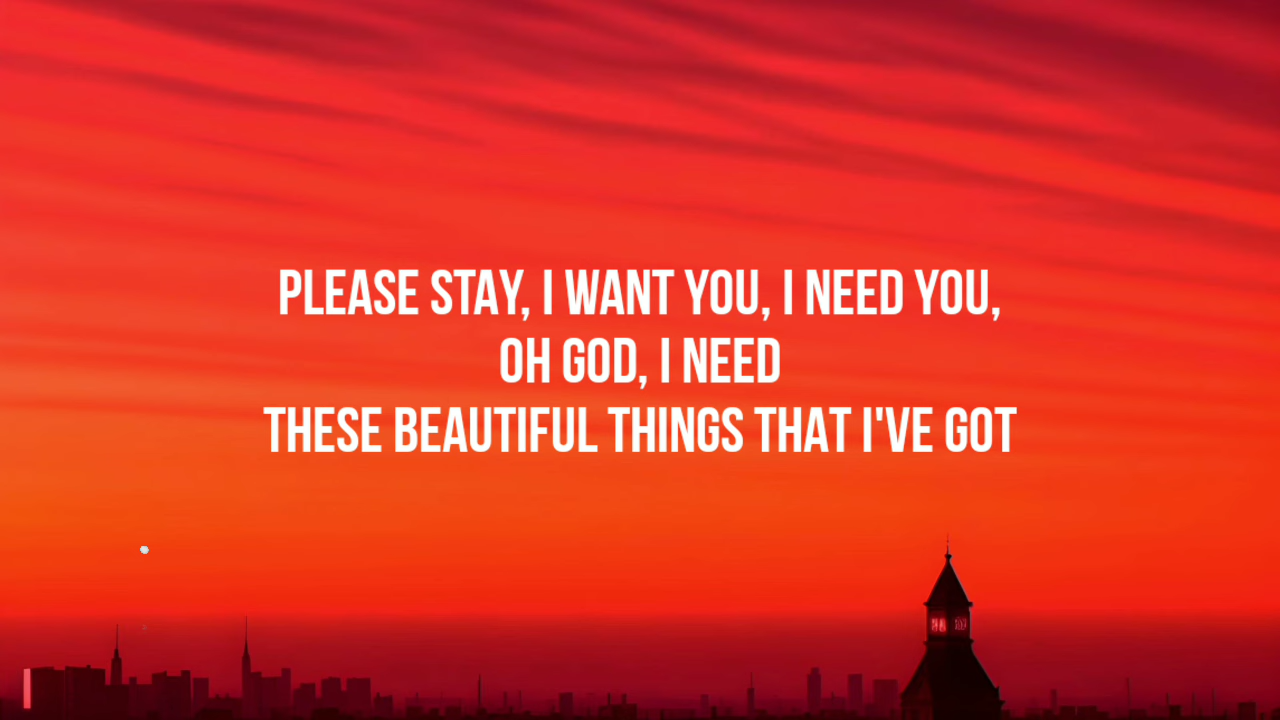 PLEASE STAY, I WANT YOU, I NEED YOU,
OH GOD, I NEED
THESE BEAUTIFUL THINGS THAT I'VE GOT